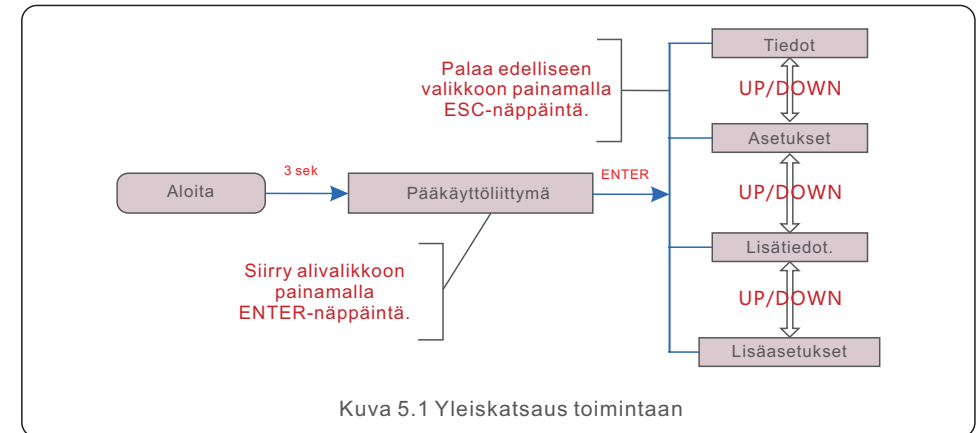 Tiedot
Palaa edelliseen
valikkoon painamalla
ESC-näppäintä.
UP/DOWN
Asetukset
3 sek
ENTER
Aloita
Pääkäyttöliittymä
UP/DOWN
Lisätiedot.
Siirry alivalikkoon
painamalla
ENTER-näppäintä.
UP/DOWN
Lisäasetukset
Kuva 5.1 Yleiskatsaus toimintaan